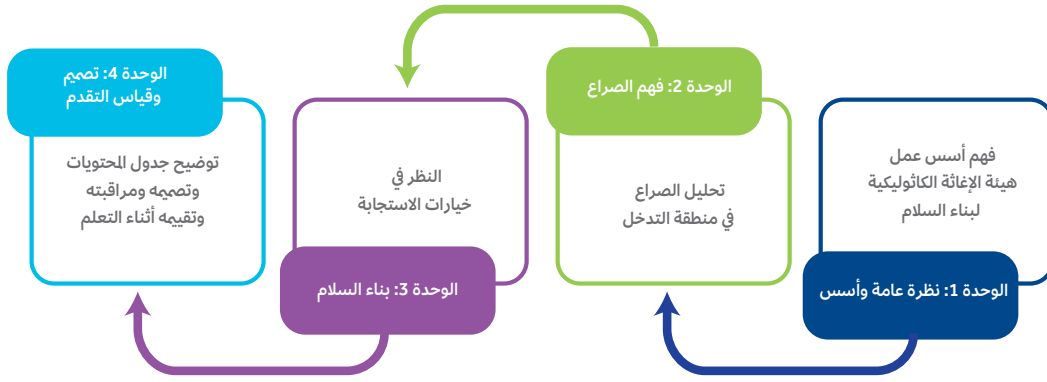 فهم أسس عمل
هيئة الإغاثة الكاثوليكية
لبناء السلام
الوحدة 1: نظرة عامة وأسس
الوحدة 2: فهم الصراع
تحليل الصراع
في منطقة التدخل
النظر في
خيارات الاستجابة
الوحدة 3: بناء السلام
الوحدة 4: تصميم
وقياس التقدم
توضيح جدول المحتويات
وتصميمه ومراقبته
وتقييمه أثناء التعلم